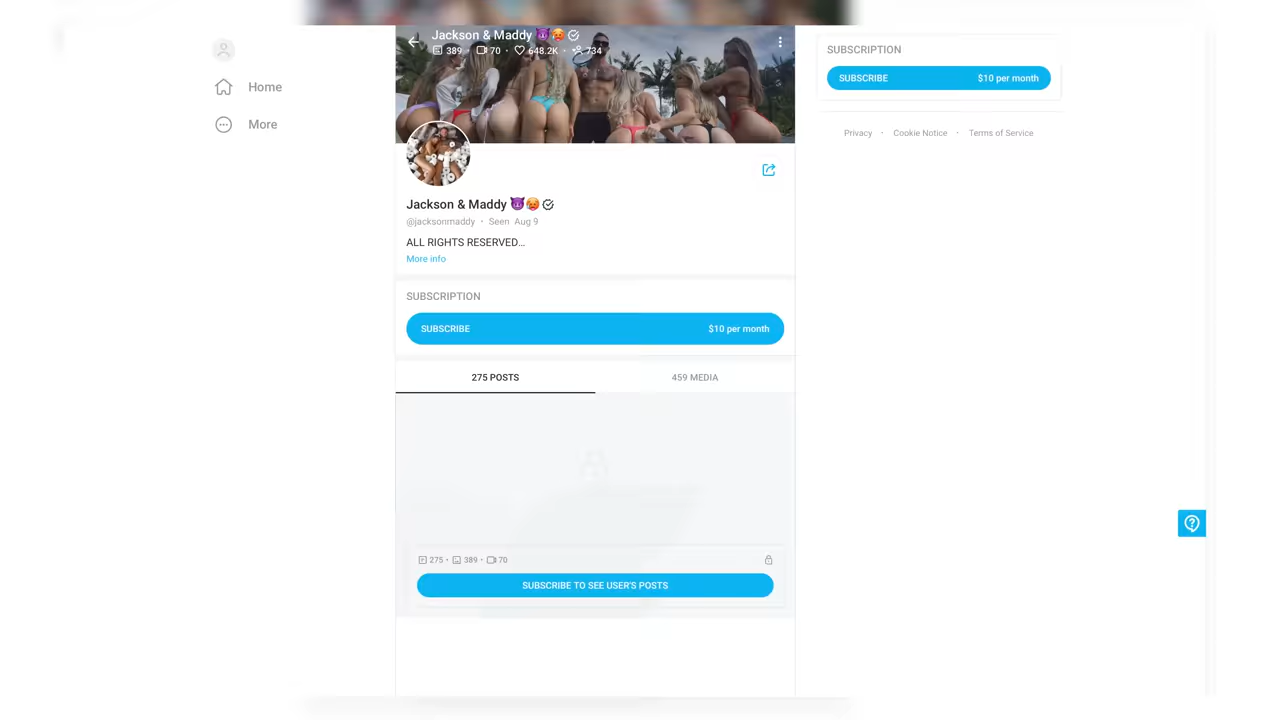 Home
More
Jackson & Maddy 😈🥵
389 • 70 • 648.2K • 734
Jackson & Maddy 😈🥵
@jacksonmaddy • Seen Aug 9
ALL RIGHTS RESERVED...
More info
SUBSCRIPTION
SUBSCRIBE $10 per month
275 POSTS 459 MEDIA
275 • 389 • 70
SUBSCRIBE TO SEE USER'S POSTS
SUBSCRIPTION
SUBSCRIBE $10 per month
Privacy • Cookie Notice • Terms of Service